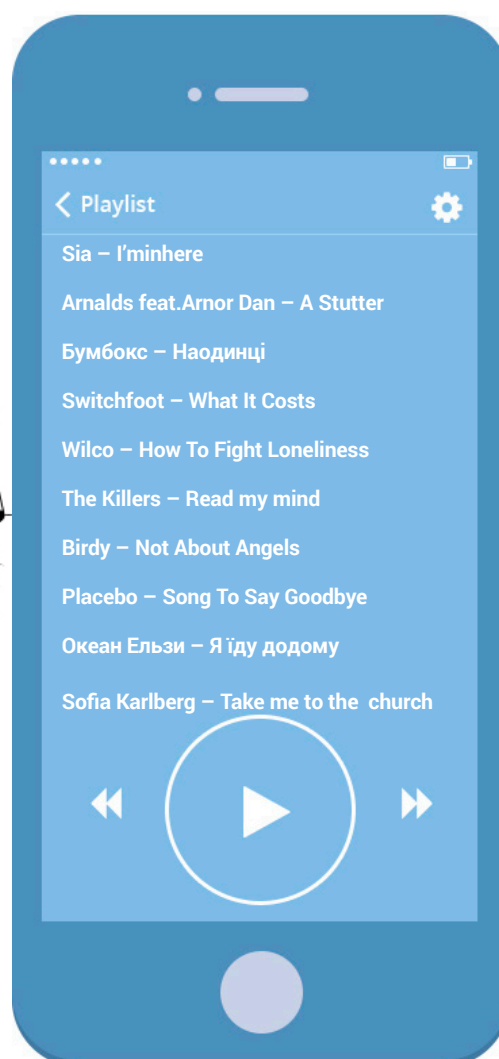 Playlist
Sia – I'minhere
Arnalds feat.Arnor Dan – A Stutter
Бумбокс – Наодинці
Switchfoot – What It Costs
Wilco – How To Fight Loneliness
The Killers – Read my mind
Birdy – Not About Angels
Placebo – Song To Say Goodbye
Океан Ельзи – Я їду додому
Sofia Karlberg – Take me to the  church